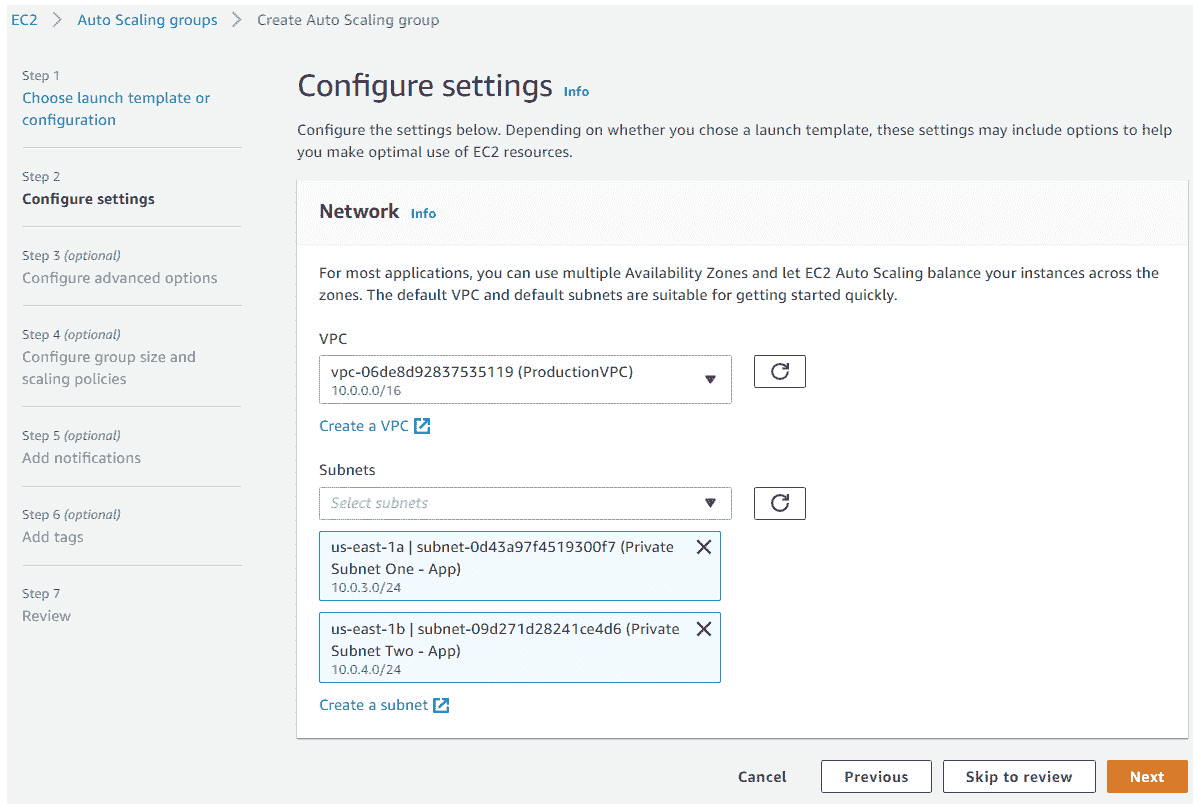 EC2 > Auto Scaling groups > Create Auto Scaling group
Step 1
Choose launch template or
configuration
Step 2
Configure settings
Step 3 (optional)
Configure advanced options
Step 4 (optional)
Configure group size and
scaling policies
Step 5 (optional)
Add notifications
Step 6 (optional)
Add tags
Step 7
Review
Configure settings Info
Configure the settings below. Depending on whether you chose a launch template, these settings may include options to help
you make optimal use of EC2 resources.
Network Info
For most applications, you can use multiple Availability Zones and let EC2 Auto Scaling balance your instances across the
zones. The default VPC and default subnets are suitable for getting started quickly.
VPC
vpc-06de8d92837535119 (ProductionVPC)
10.0.0.0/16
Create a VPC
Subnets
Select subnets
us-east-1a | subnet-0d43a97f4519300f7 (Private
Subnet One - App)
10.0.3.0/24
us-east-1b | subnet-09d271d28241ce4d6 (Private
Subnet Two - App)
10.0.4.0/24
Create a subnet
Cancel
Previous
Skip to review
Next